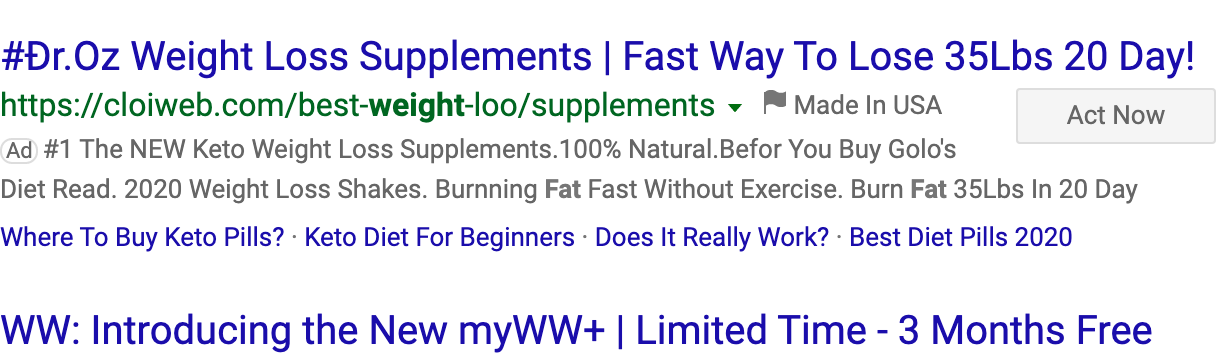 #Đr.Oz Weight Loss Supplements | Fast Way To Lose 35Lbs 20 Day!
https://cloiweb.com/best-weight-loo/supplements Made In USA
Act Now
Ad #1 The NEW Keto Weight Loss Supplements.100% Natural.Befor You Buy Golo's
Diet Read. 2020 Weight Loss Shakes. Burnning Fat Fast Without Exercise. Burn Fat 35Lbs In 20 Day
Where To Buy Keto Pills? · Keto Diet For Beginners · Does It Really Work? · Best Diet Pills 2020
WW: Introducing the New myWW+ | Limited Time - 3 Months Free